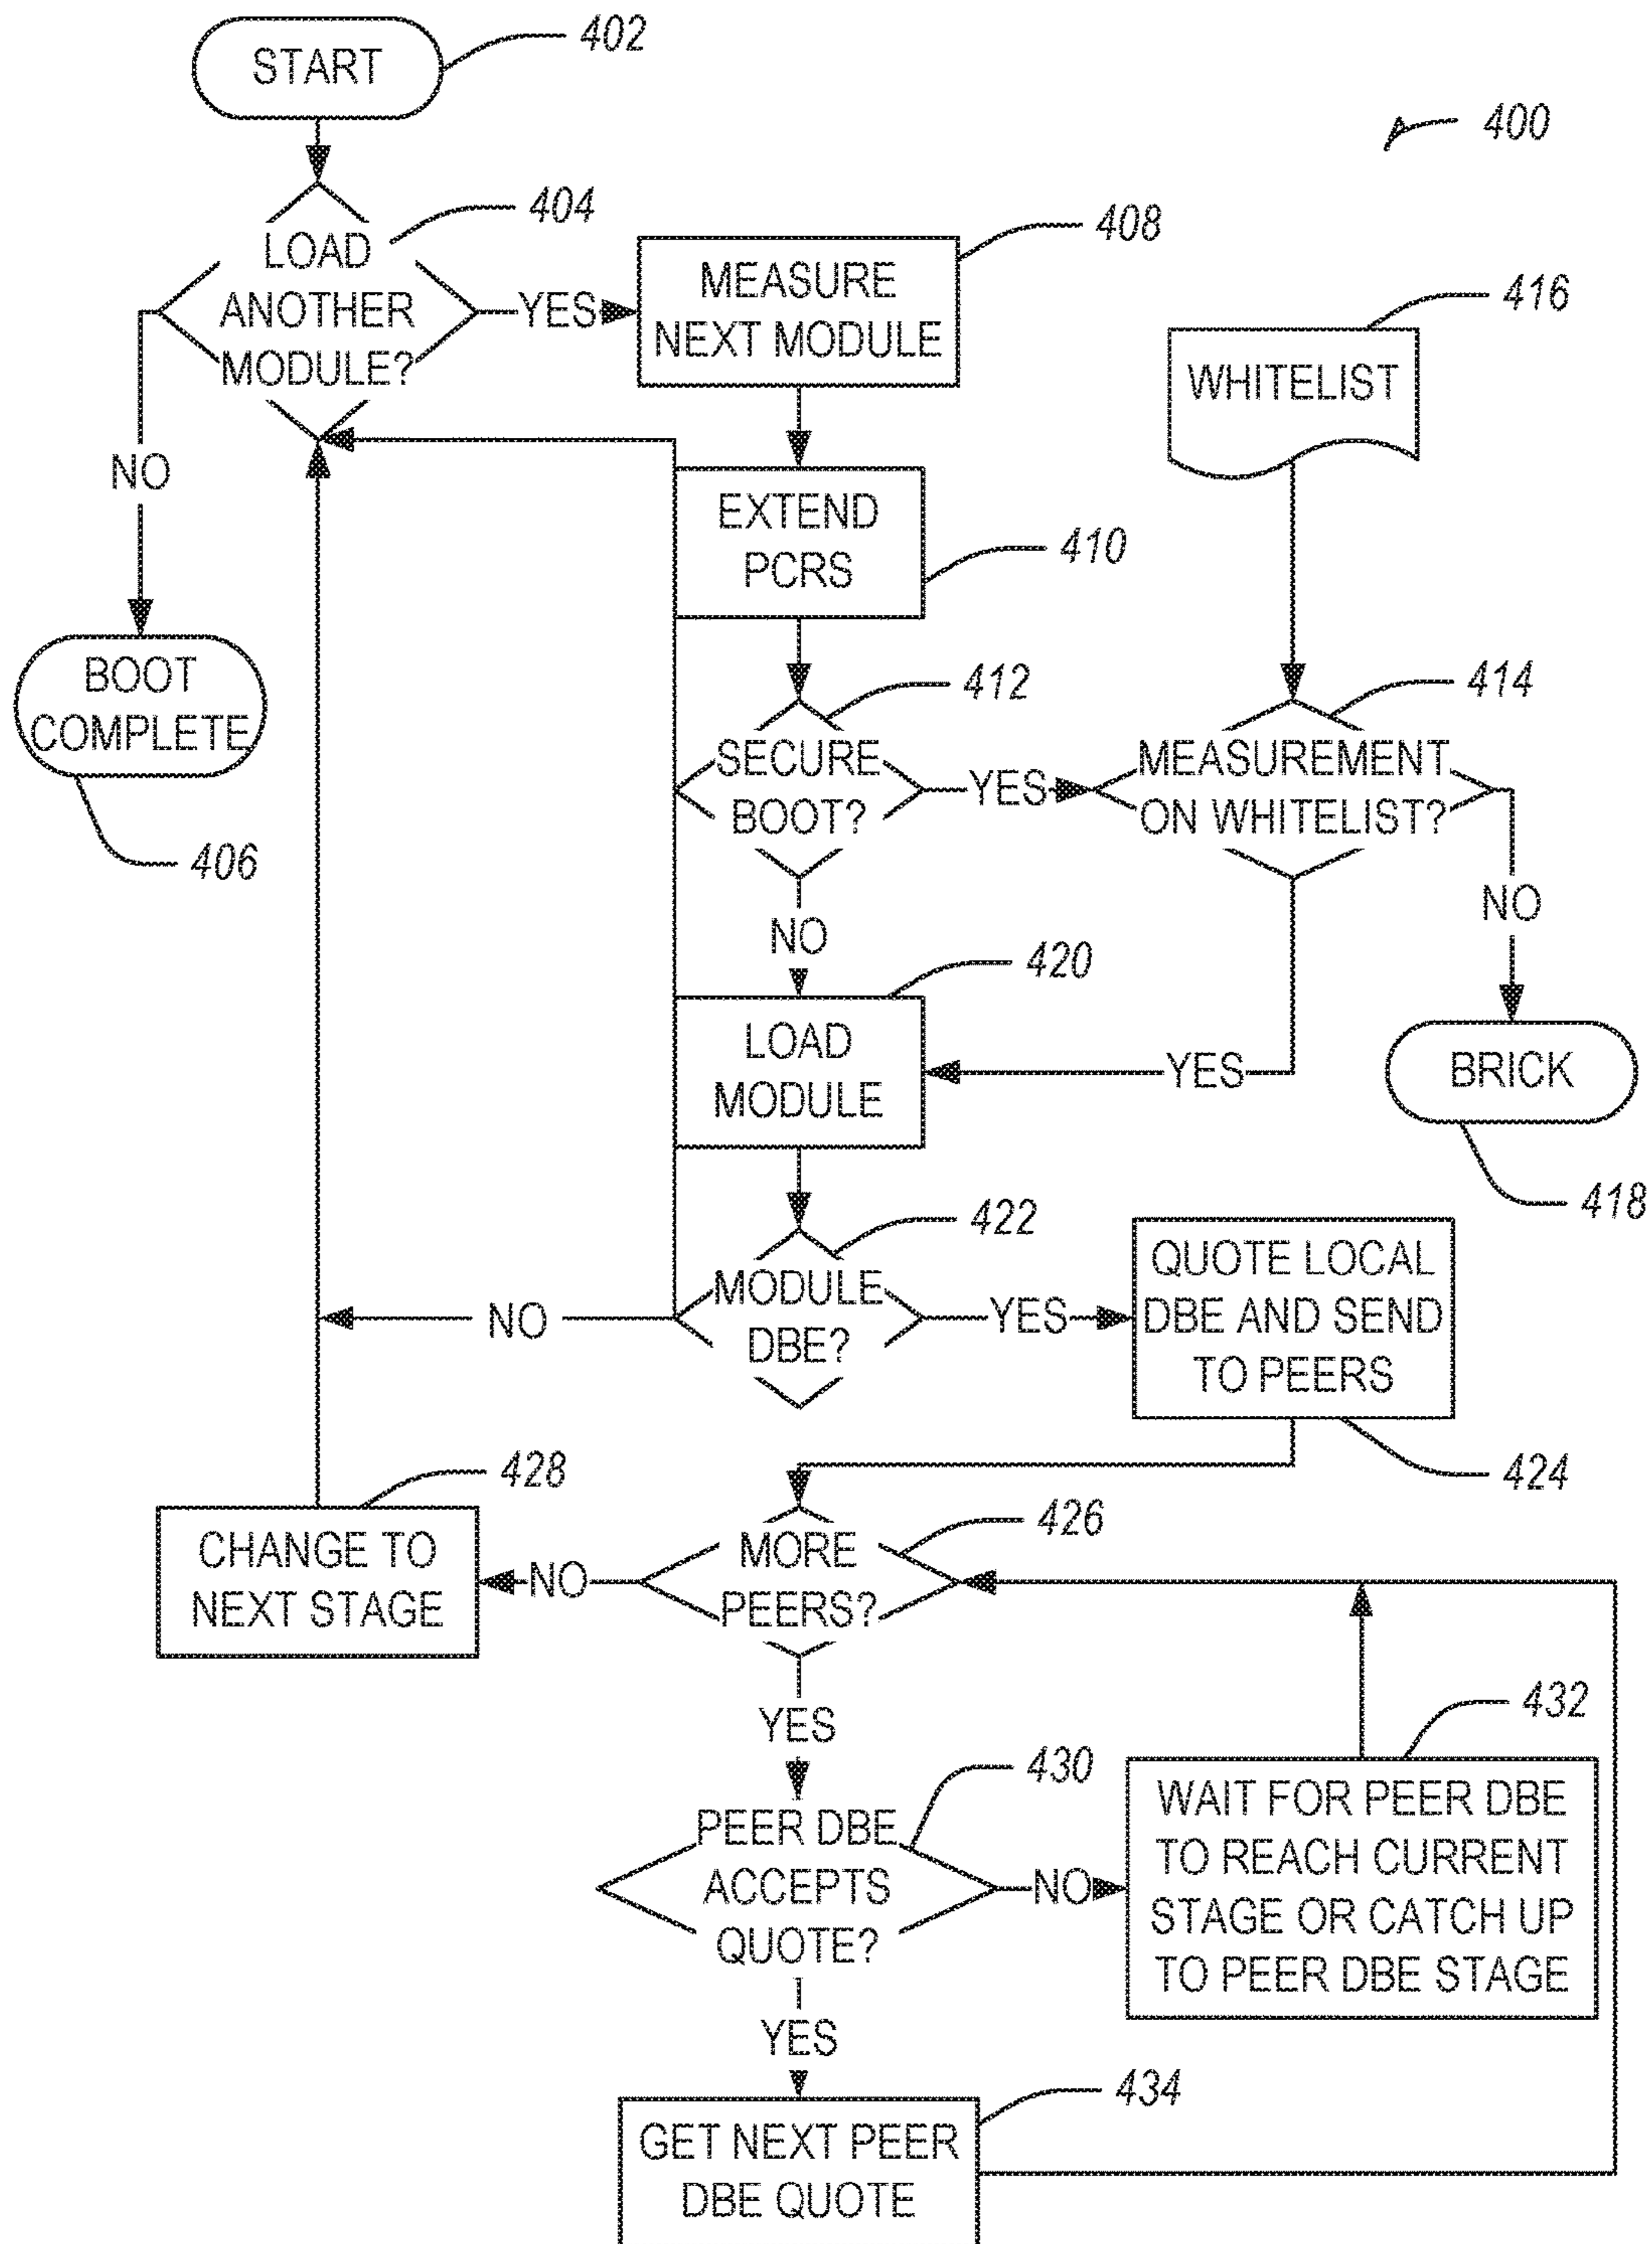 START
402
400
404
LOAD
ANOTHER
MODULE?
YES
MEASURE
NEXT MODULE
408
416
WHITELIST
NO
EXTEND
PCRS
410
BOOT
COMPLETE
406
412
SECURE
BOOT?
YES
414
MEASUREMENT
ON WHITELIST?
NO
NO
420
LOAD
MODULE
YES
BRICK
418
422
MODULE
DBE?
NO
YES
QUOTE LOCAL
DBE AND SEND
TO PEERS
424
428
CHANGE TO
NEXT STAGE
NO
MORE
PEERS?
426
YES
430
PEER DBE
ACCEPTS
QUOTE?
NO
432
WAIT FOR PEER DBE
TO REACH CURRENT
STAGE OR CATCH UP
TO PEER DBE STAGE
YES
434
GET NEXT PEER
DBE QUOTE